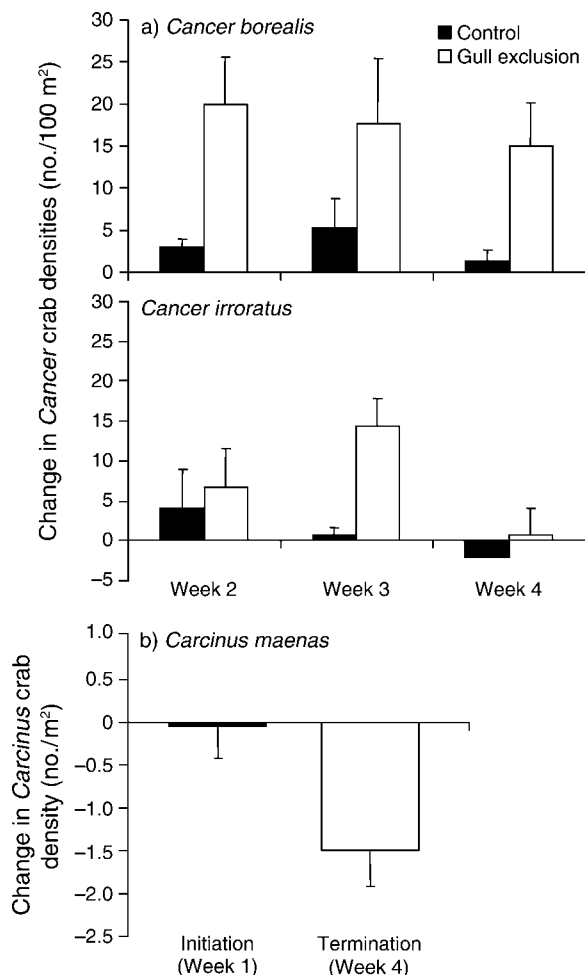 a) Cancer borealis
Control
Gull exclusion
Change in Cancer crab densities (no./100 m²)
30
25
20
15
10
5
0
Cancer irroratus
30
25
20
15
10
5
0
−5
Week 2 Week 3 Week 4
b) Carcinus maenas
Change in Carcinus crab
density (no./m²)
1.0
0.5
0
−0.5
−1.0
−1.5
−2.0
−2.5
Initiation Termination
(Week 1) (Week 4)